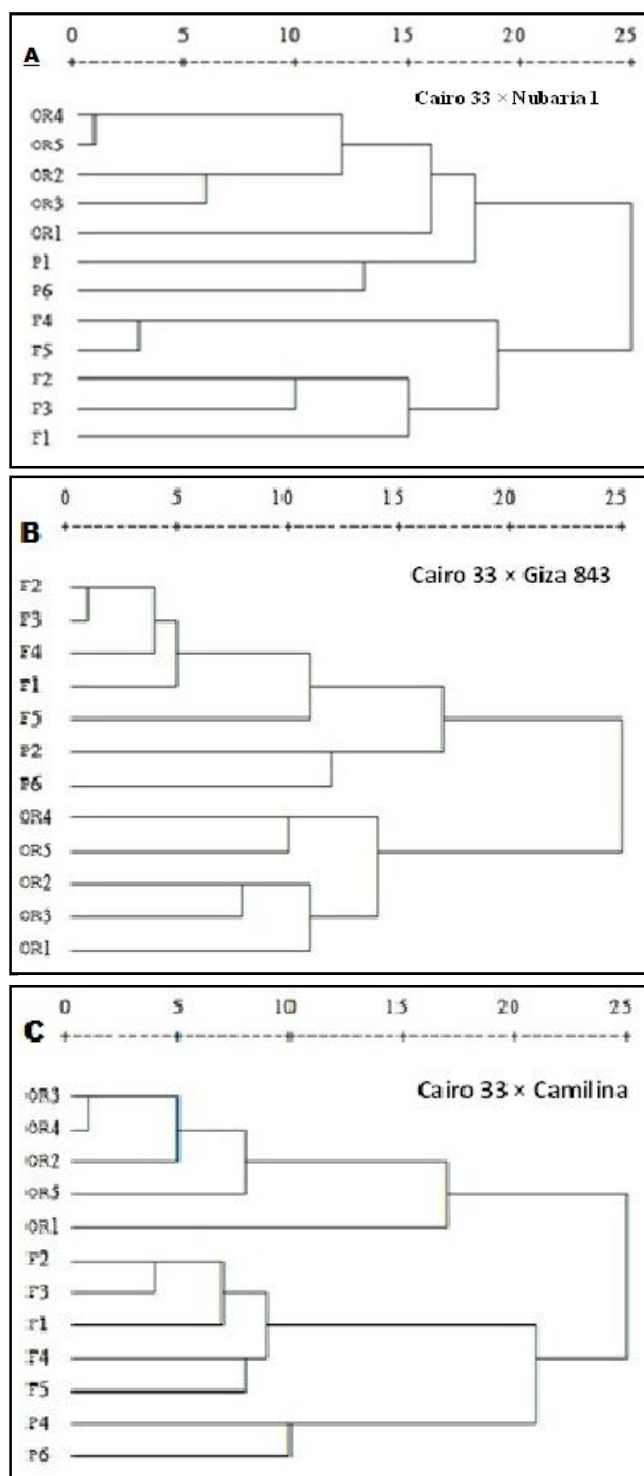 0 5 10 15 20 25
A
Cairo 33 × Nubaria 1
OR4
OR5
OR2
OR3
OR1
P1
P6
F4
F5
F2
F3
F1
0 5 10 15 20 25
B
Cairo 33 × Giza 843
F2
F3
F4
F1
F5
P2
P6
OR4
OR5
OR2
OR3
OR1
0 5 10 15 20 25
C
Cairo 33 × Camilina
OR3
OR4
OR2
OR5
OR1
F2
F3
F1
F4
F5
P4
P6